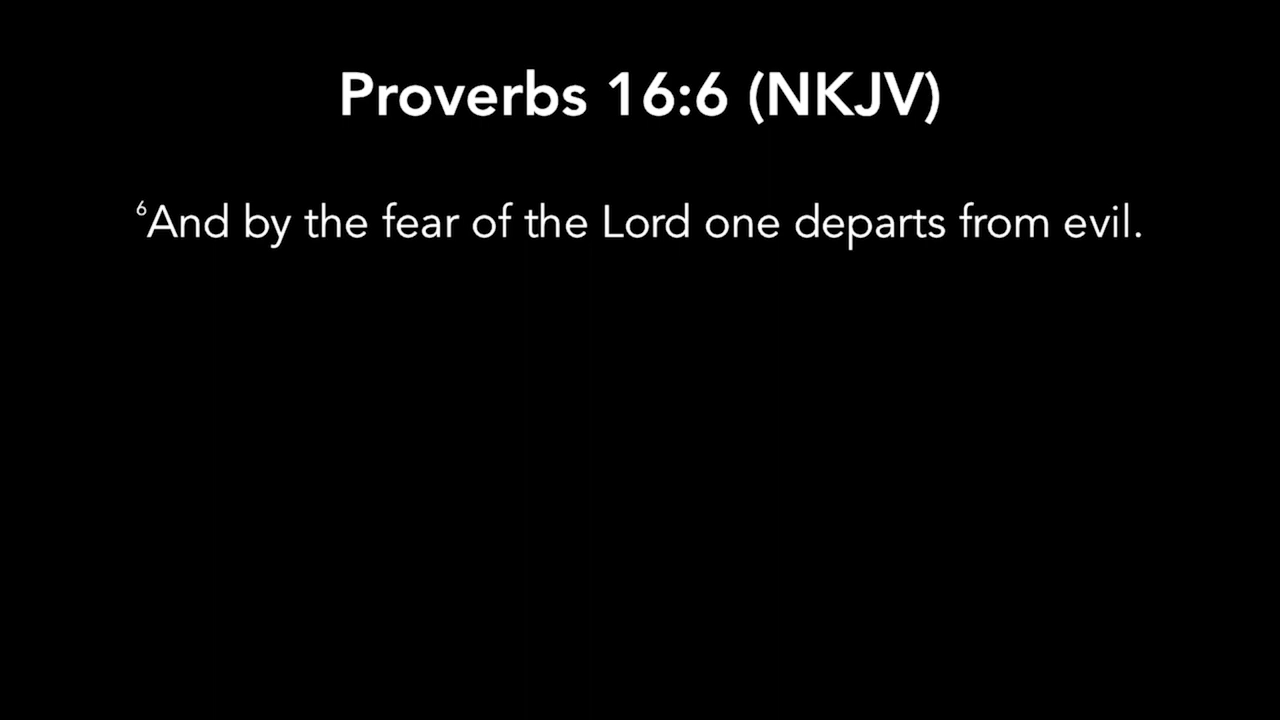 Proverbs 16:6 (NKJV)
⁶And by the fear of the Lord one departs from evil.